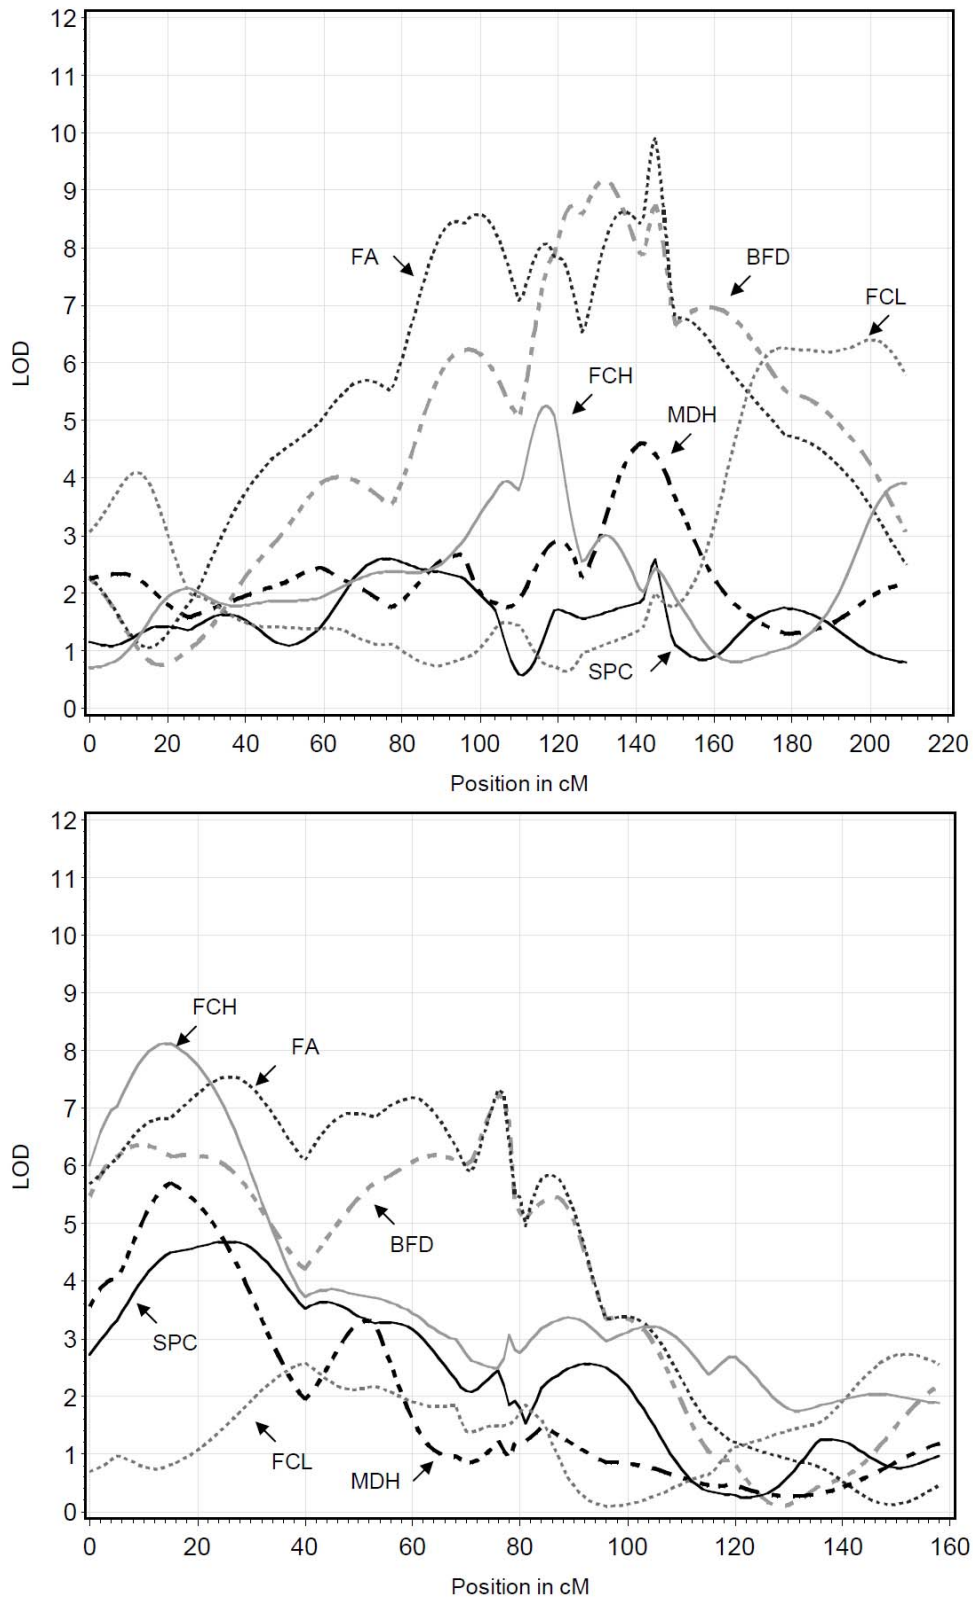 12
11
10
9
8
7
6
5
4
3
2
1
0
LOD
FA
BFD
FCL
FCH
MDH
SPC
0 20 40 60 80 100 120 140 160 180 200 220
Position in cM
12
11
10
9
8
7
6
5
4
3
2
1
0
LOD
FCH
FA
BFD
SPC
FCL
MDH
0 20 40 60 80 100 120 140 160
Position in cM